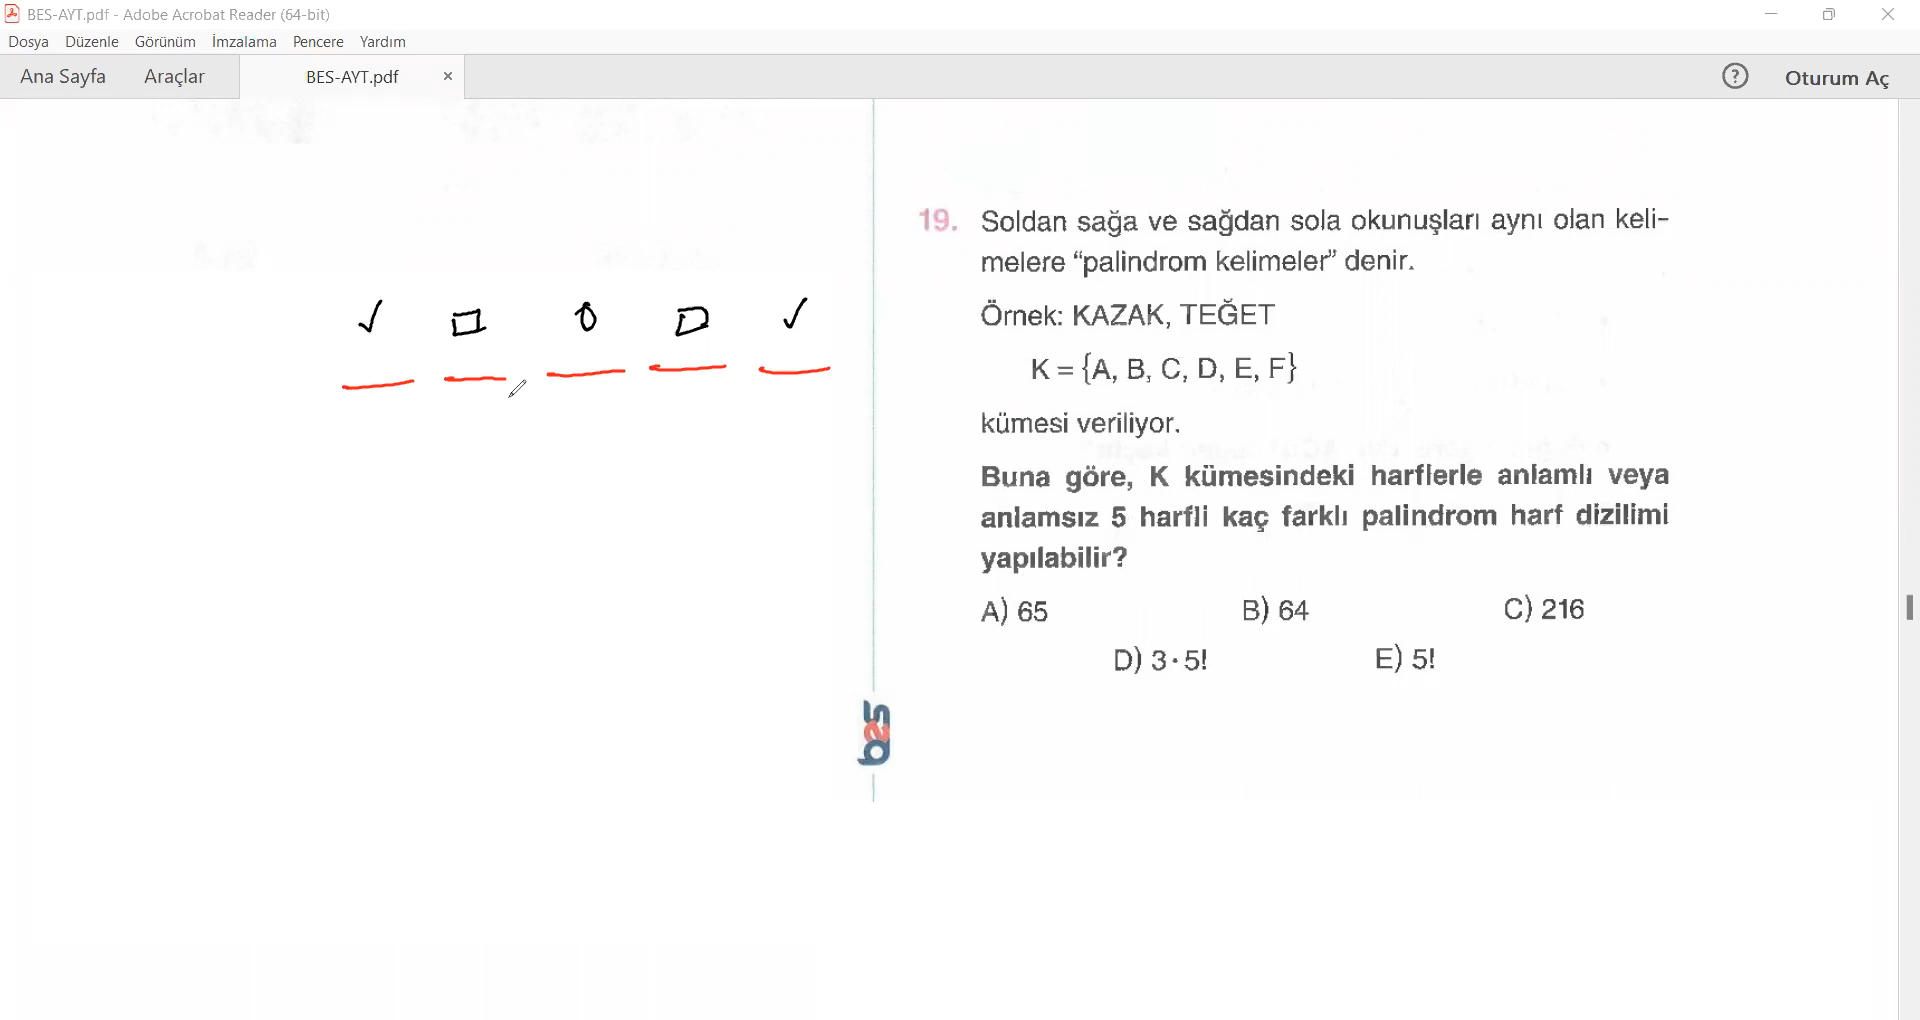 BES-AYT.pdf - Adobe Acrobat Reader (64-bit)
Dosya Düzenle Görünüm İmzalama Pencere Yardım
Ana Sayfa Araçlar BES-AYT.pdf × ? Oturum Aç
19. Soldan sağa ve sağdan sola okunuşları aynı olan keli-
melere “palindrom kelimeler” denir.
Örnek: KAZAK, TEĞET
K = {A, B, C, D, E, F}
kümesi veriliyor.
Buna göre, K kümesindeki harflerle anlamlı veya
anlamsız 5 harfli kaç farklı palindrom harf dizilimi
yapılabilir?
A) 65 B) 64 C) 216
D) 3 · 5! E) 5!
bes